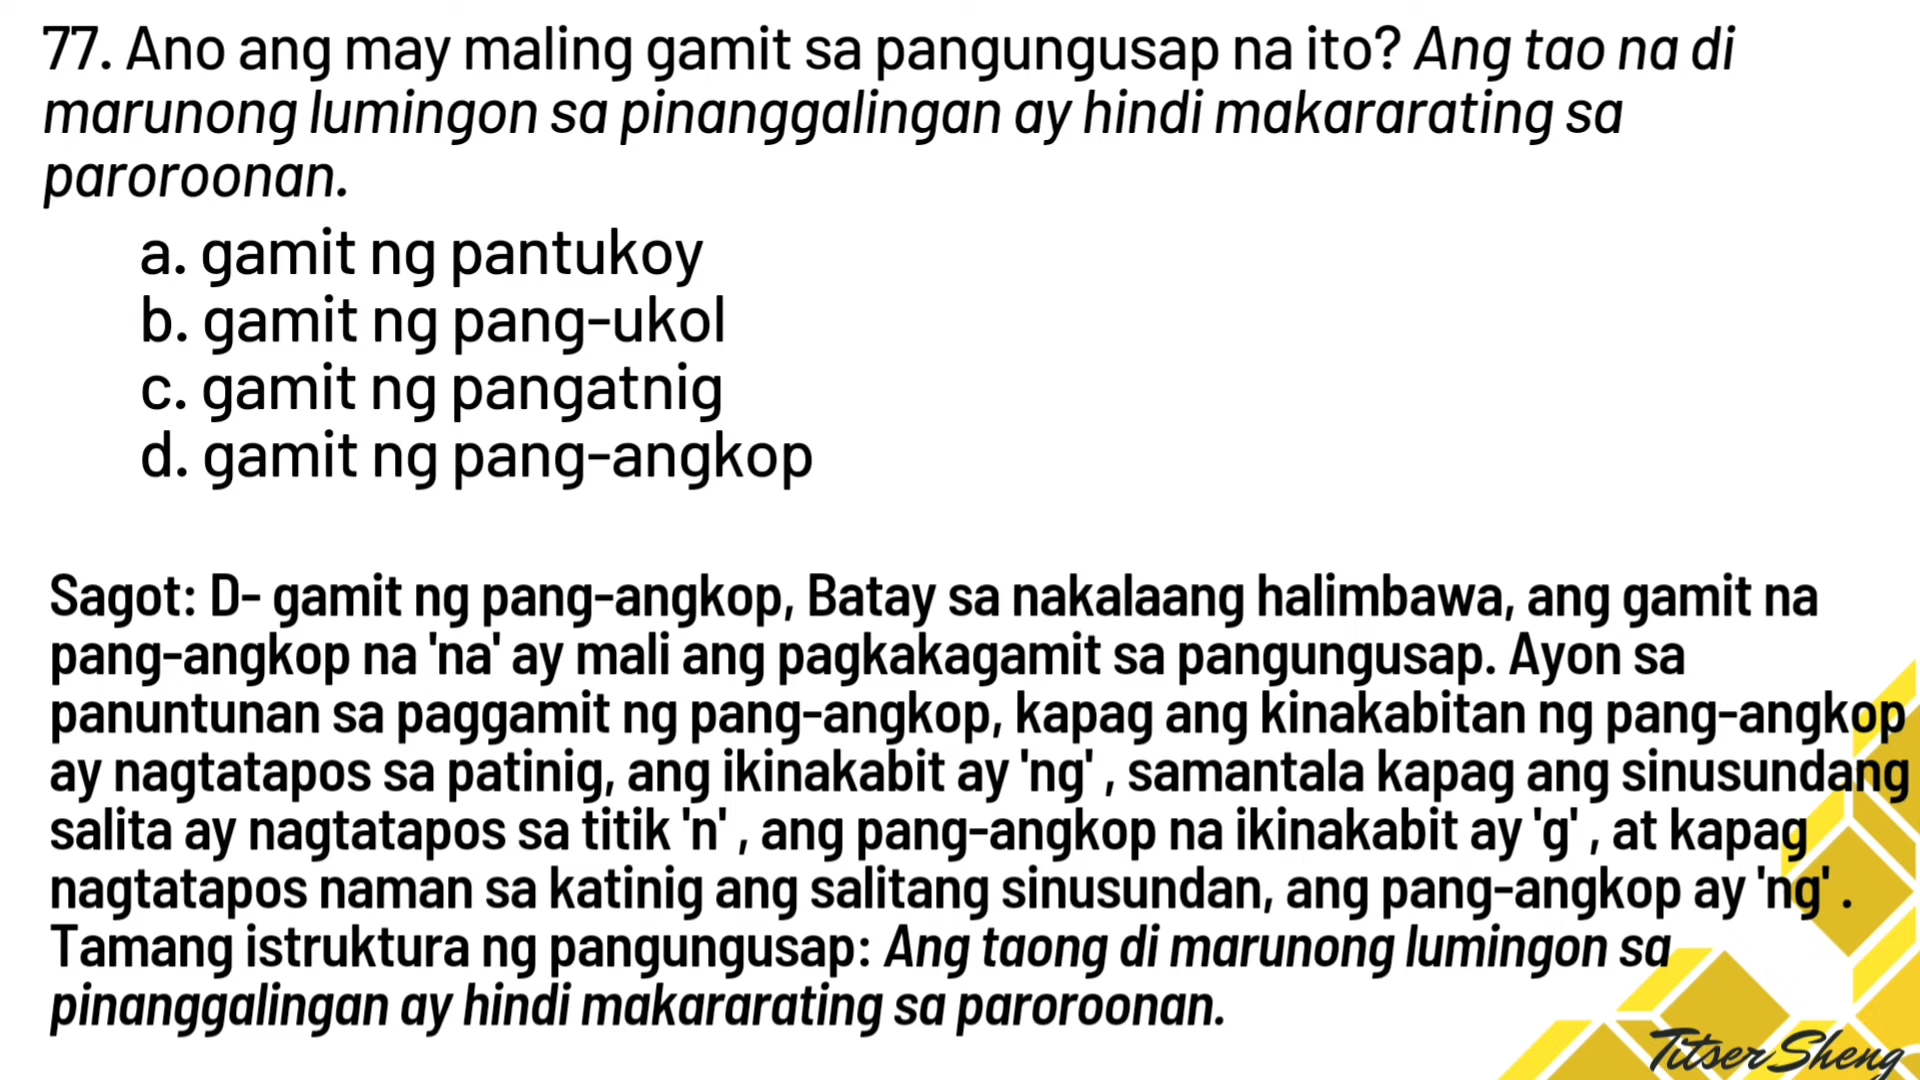 77. Ano ang may maling gamit sa pangungusap na ito? Ang tao na di
marunong lumingon sa pinanggalingan ay hindi makararating sa
paroroonan.
a. gamit ng pantukoy
b. gamit ng pang-ukol
c. gamit ng pangatnig
d. gamit ng pang-angkop
Sagot: D- gamit ng pang-angkop, Batay sa nakalaang halimbawa, ang gamit na
pang-angkop na 'na' ay mali ang pagkakagamit sa pangungusap. Ayon sa
panuntunan sa paggamit ng pang-angkop, kapag ang kinakabitan ng pang-angkop
ay nagtatapos sa patinig, ang ikinakabit ay 'ng' , samantala kapag ang sinusundang
salita ay nagtatapos sa titik 'n' , ang pang-angkop na ikinakabit ay 'g' , at kapag
nagtatapos naman sa katinig ang salitang sinusundan, ang pang-angkop ay 'ng' .
Tamang istruktura ng pangungusap: Ang taong di marunong lumingon sa
pinanggalingan ay hindi makararating sa paroroonan.
Titser Sheng